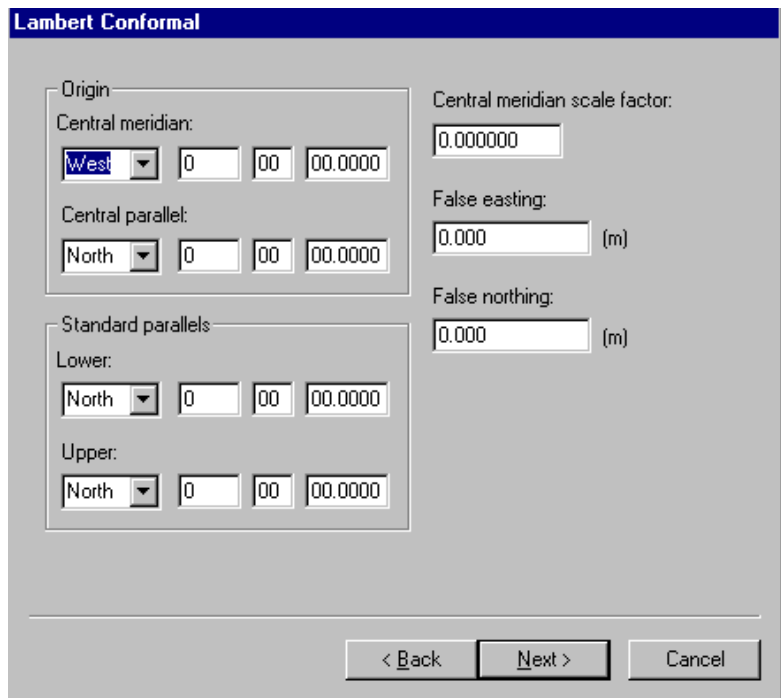 Lambert Conformal
Origin
Central meridian:
West 0 00 00.0000
Central parallel:
North 0 00 00.0000
Standard parallels
Lower:
North 0 00 00.0000
Upper:
North 0 00 00.0000
Central meridian scale factor:
0.000000
False easting:
0.000 (m)
False northing:
0.000 (m)
< Back Next > Cancel